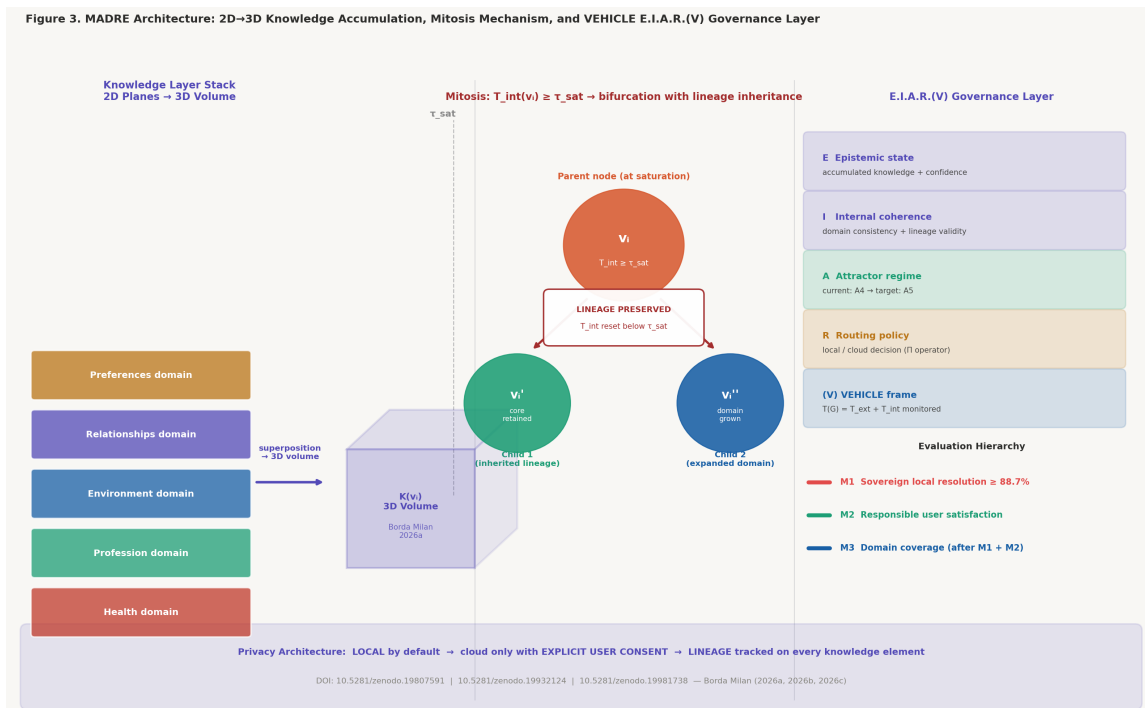 Figure 3. MADRE Architecture: 2D→3D Knowledge Accumulation, Mitosis Mechanism, and VEHICLE E.I.A.R.(V) Governance Layer
Knowledge Layer Stack
2D Planes → 3D Volume
Preferences domain
Relationships domain
Environment domain
Profession domain
Health domain
superposition
→ 3D volume
K(vᵢ)
3D Volume
Borda Milan
2026a
Mitosis: T_int(vᵢ) ≥ τ_sat → bifurcation with lineage inheritance
τ_sat
Parent node (at saturation)
vᵢ
T_int ≥ τ_sat
LINEAGE PRESERVED
T_int reset below τ_sat
vᵢ'
core
retained
Child 1
(inherited lineage)
vᵢ''
domain
grown
Child 2
(expanded domain)
E.I.A.R.(V) Governance Layer
E Epistemic state
accumulated knowledge + confidence
I Internal coherence
domain consistency + lineage validity
A Attractor regime
current: A4 → target: A5
R Routing policy
local / cloud decision (Π operator)
(V) VEHICLE frame
T(G) = T_ext + T_int monitored
Evaluation Hierarchy
M1 Sovereign local resolution ≥ 88.7%
M2 Responsible user satisfaction
M3 Domain coverage (after M1 + M2)
Privacy Architecture: LOCAL by default → cloud only with EXPLICIT USER CONSENT → LINEAGE tracked on every knowledge element
DOI: 10.5281/zenodo.19807591 | 10.5281/zenodo.19932124 | 10.5281/zenodo.19981738 — Borda Milan (2026a, 2026b, 2026c)